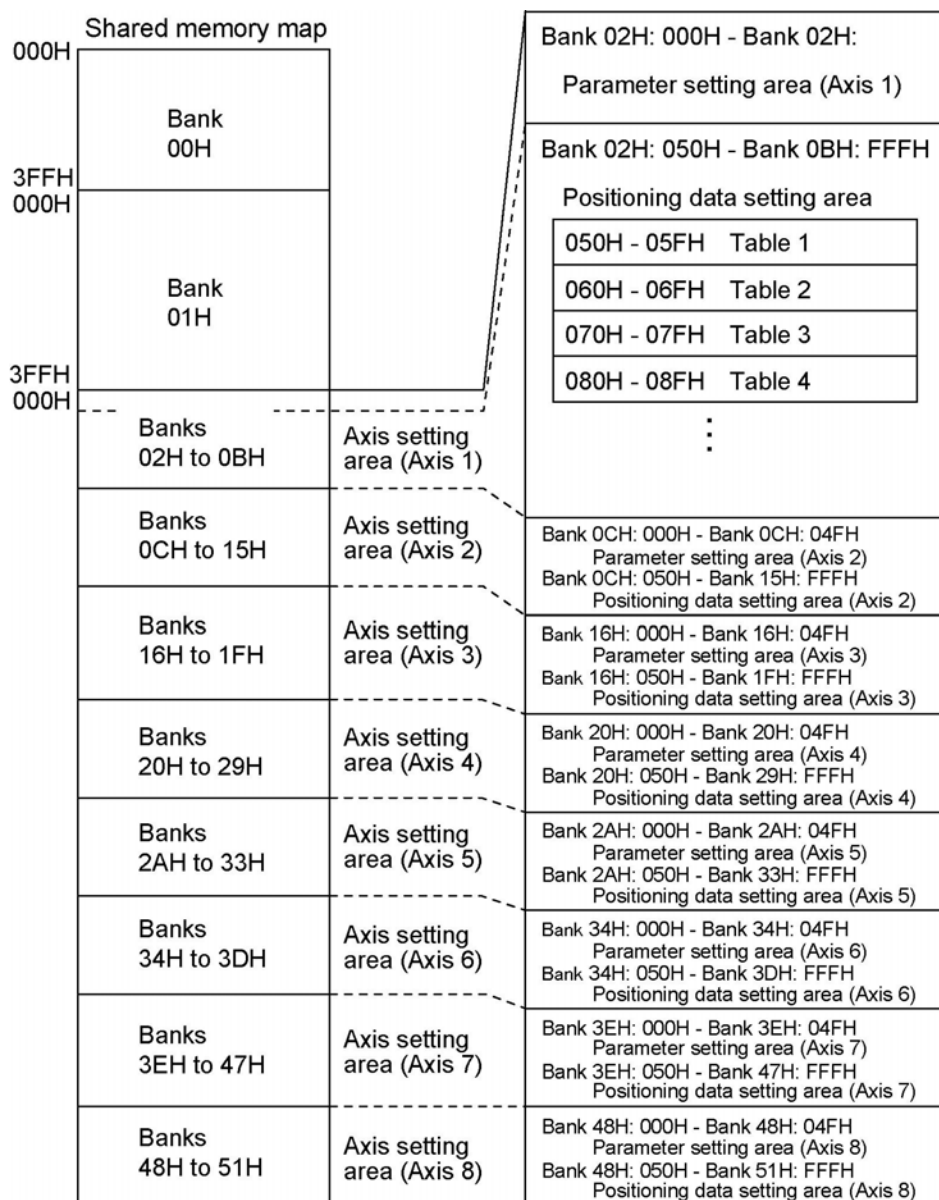 Shared memory map
000H
Bank
00H
3FFH
000H
Bank
01H
3FFH
000H
Banks
02H to 0BH
Axis setting
area (Axis 1)
Banks
0CH to 15H
Axis setting
area (Axis 2)
Banks
16H to 1FH
Axis setting
area (Axis 3)
Banks
20H to 29H
Axis setting
area (Axis 4)
Banks
2AH to 33H
Axis setting
area (Axis 5)
Banks
34H to 3DH
Axis setting
area (Axis 6)
Banks
3EH to 47H
Axis setting
area (Axis 7)
Banks
48H to 51H
Axis setting
area (Axis 8)
Bank 02H: 000H - Bank 02H:
Parameter setting area (Axis 1)
Bank 02H: 050H - Bank 0BH: FFFH
Positioning data setting area
050H - 05FH Table 1
060H - 06FH Table 2
070H - 07FH Table 3
080H - 08FH Table 4
⋮
Bank 0CH: 000H - Bank 0CH: 04FH
Parameter setting area (Axis 2)
Bank 0CH: 050H - Bank 15H: FFFH
Positioning data setting area (Axis 2)
Bank 16H: 000H - Bank 16H: 04FH
Parameter setting area (Axis 3)
Bank 16H: 050H - Bank 1FH: FFFH
Positioning data setting area (Axis 3)
Bank 20H: 000H - Bank 20H: 04FH
Parameter setting area (Axis 4)
Bank 20H: 050H - Bank 29H: FFFH
Positioning data setting area (Axis 4)
Bank 2AH: 000H - Bank 2AH: 04FH
Parameter setting area (Axis 5)
Bank 2AH: 050H - Bank 33H: FFFH
Positioning data setting area (Axis 5)
Bank 34H: 000H - Bank 34H: 04FH
Parameter setting area (Axis 6)
Bank 34H: 050H - Bank 3DH: FFFH
Positioning data setting area (Axis 6)
Bank 3EH: 000H - Bank 3EH: 04FH
Parameter setting area (Axis 7)
Bank 3EH: 050H - Bank 47H: FFFH
Positioning data setting area (Axis 7)
Bank 48H: 000H - Bank 48H: 04FH
Parameter setting area (Axis 8)
Bank 48H: 050H - Bank 51H: FFFH
Positioning data setting area (Axis 8)